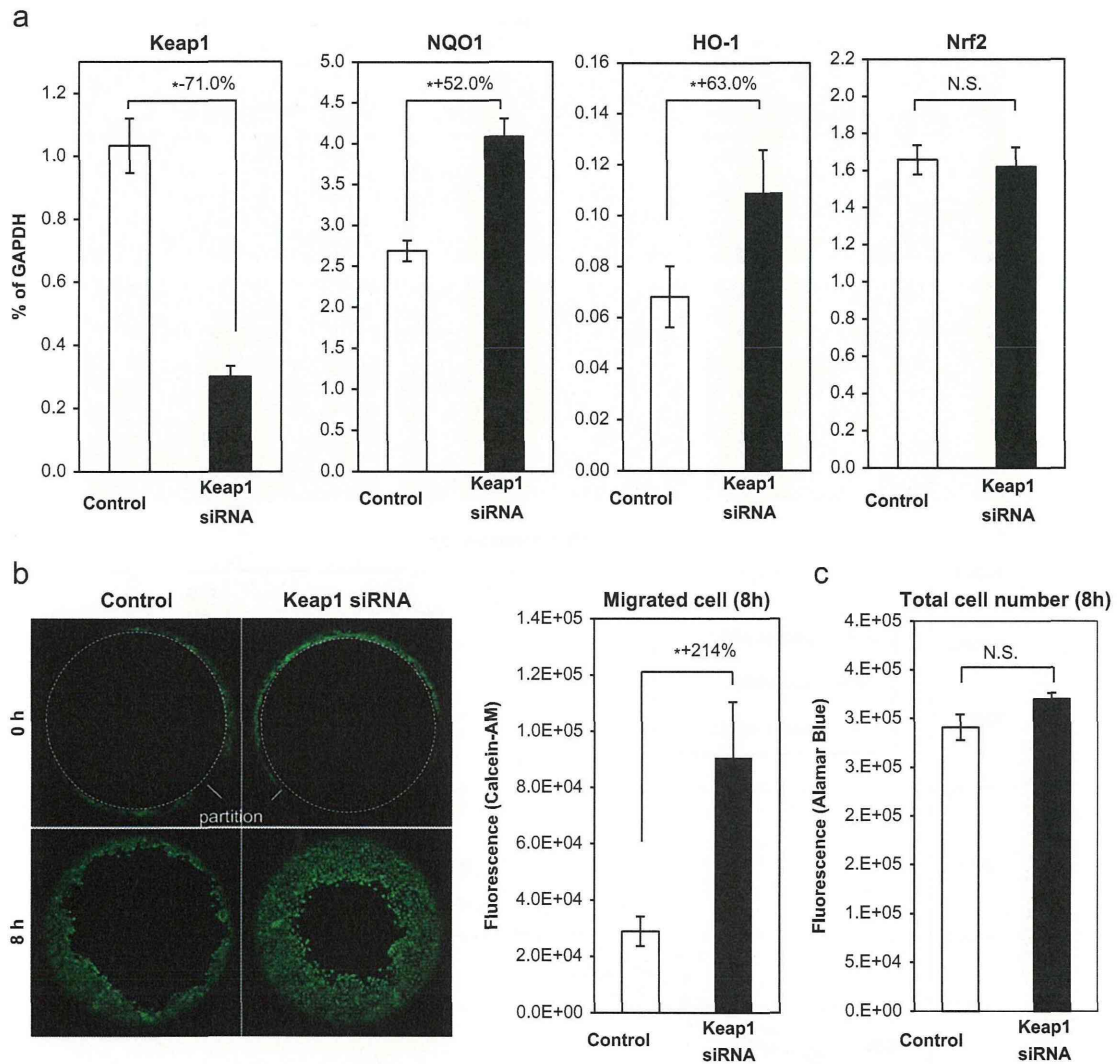 a
Keap1
NQO1
HO-1
Nrf2
% of GAPDH
1.2
1.0
0.8
0.6
0.4
0.2
0.0
*-71.0%
Control
Keap1
siRNA
5.0
4.5
4.0
3.5
3.0
2.5
2.0
1.5
1.0
0.5
0.0
*+52.0%
Control
Keap1
siRNA
0.16
0.14
0.12
0.10
0.08
0.06
0.04
0.02
0.00
*+63.0%
Control
Keap1
siRNA
2.2
2.0
1.8
1.6
1.4
1.2
1.0
0.8
0.6
0.4
0.2
0.0
N.S.
Control
Keap1
siRNA
b
Control
Keap1 siRNA
0 h
8 h
partition
Migrated cell (8h)
Fluorescence (Calcein-AM)
1.4E+05
1.2E+05
1.0E+05
8.0E+04
6.0E+04
4.0E+04
2.0E+04
0.0E+00
*+214%
Control
Keap1
siRNA
c
Total cell number (8h)
Fluorescence (Alamar Blue)
4.E+05
4.E+05
3.E+05
3.E+05
2.E+05
2.E+05
1.E+05
5.E+04
0.E+00
N.S.
Control
Keap1
siRNA